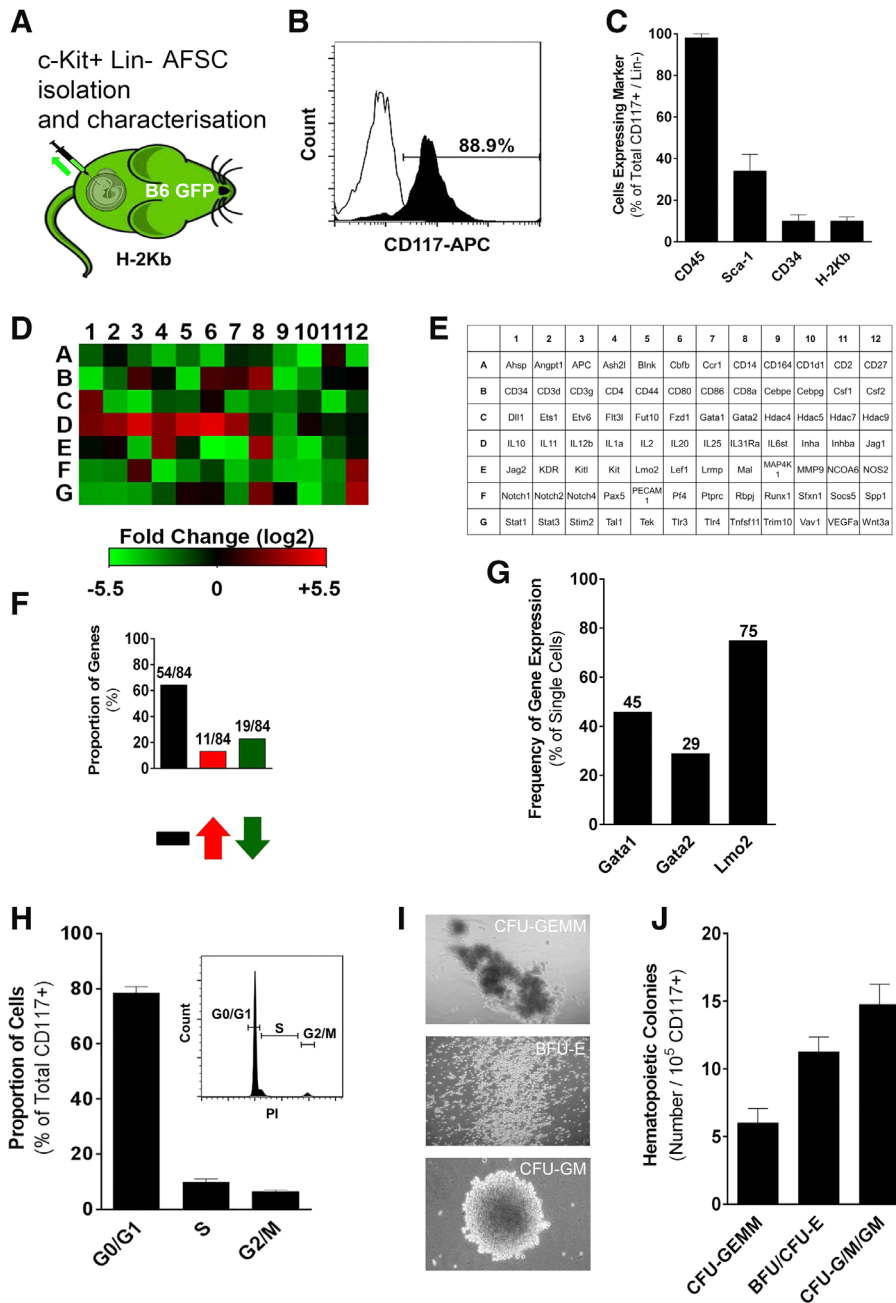 A
c-Kit+ Lin- AFSC
isolation
and characterisation
B6 GFP
H-2Kb
B
Count
88.9%
CD117-APC
C
Cells Expressing Marker
(% of Total CD117+ / Lin-)
100
80
60
40
20
0
CD45
Sca-1
CD34
H-2Kb
D
1 2 3 4 5 6 7 8 9 10 11 12
A
B
C
D
E
F
G
Fold Change (log2)
-5.5 0 +5.5
E
1 2 3 4 5 6 7 8 9 10 11 12
A Ahsp Angpt1 APC Ash2l Blnk Cbfb Ccr1 CD14 CD164 CD1d1 CD2 CD27
B CD34 CD3d CD3g CD4 CD44 CD80 CD86 CD8a Cebpe Cebpg Csf1 Csf2
C Dll1 Ets1 Etv6 Flt3l Fut10 Fzd1 Gata1 Gata2 Hdac4 Hdac5 Hdac7 Hdac9
D IL10 IL11 IL12b IL1a IL2 IL20 IL25 IL31Ra IL6st Inha Inhba Jag1
E Jag2 KDR Kitl Kit Lmo2 Lef1 Lrmp Mal MAP4K1 MMP9 NCOA6 NOS2
F Notch1 Notch2 Notch4 Pax5 PECAM1 Pf4 Ptprc Rbpj Runx1 Sfxn1 Socs5 Spp1
G Stat1 Stat3 Stim2 Tal1 Tek Tlr3 Tlr4 Tnfsf11 Trim10 Vav1 VEGFa Wnt3a
F
Proportion of Genes
(%)
100
80
60
40
20
0
54/84
11/84
19/84
G
Frequency of Gene Expression
(% of Single Cells)
100
80
60
40
20
0
45
29
75
Gata1
Gata2
Lmo2
H
Proportion of Cells
(% of Total CD117+)
100
80
60
40
20
0
G0/G1
S
G2/M
Count
G0/G1
S
G2/M
PI
I
CFU-GEMM
BFU-E
CFU-GM
J
Hematopoietic Colonies
(Number / 10⁵ CD117+)
20
15
10
5
0
CFU-GEMM
BFU/CFU-E
CFU-G/M/GM